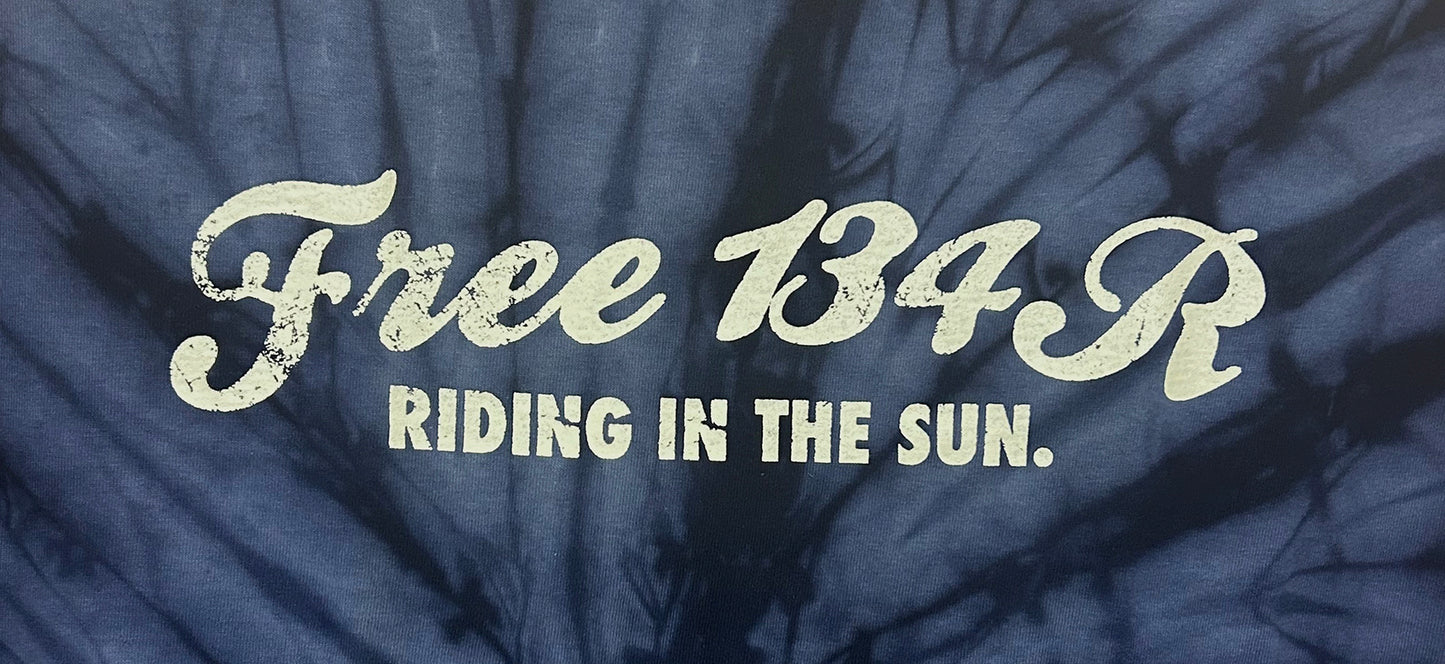 Free 134R
RIDING IN THE SUN.